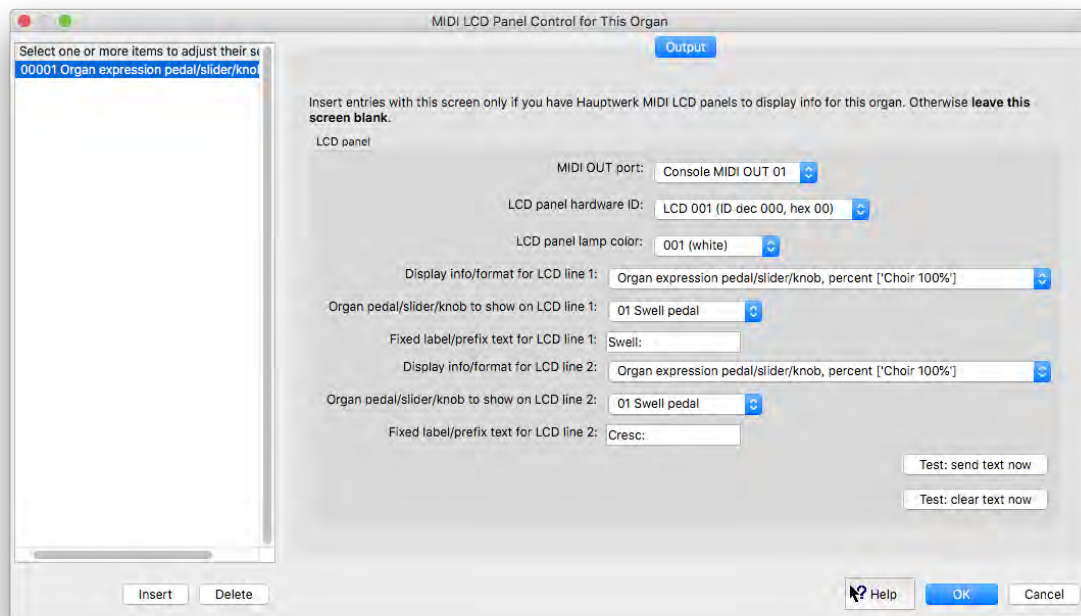 MIDI LCD Panel Control for This Organ
Select one or more items to adjust their se
00001 Organ expression pedal/slider/knol
Output
Insert entries with this screen only if you have Hauptwerk MIDI LCD panels to display info for this organ. Otherwise leave this
screen blank.
LCD panel
MIDI OUT port: Console MIDI OUT 01
LCD panel hardware ID: LCD 001 (ID dec 000, hex 00)
LCD panel lamp color: 001 (white)
Display info/format for LCD line 1: Organ expression pedal/slider/knob, percent ['Choir 100%']
Organ pedal/slider/knob to show on LCD line 1: 01 Swell pedal
Fixed label/prefix text for LCD line 1: Swell:
Display info/format for LCD line 2: Organ expression pedal/slider/knob, percent ['Choir 100%']
Organ pedal/slider/knob to show on LCD line 2: 01 Swell pedal
Fixed label/prefix text for LCD line 2: Cresc:
Test: send text now
Test: clear text now
Insert Delete ? Help OK Cancel